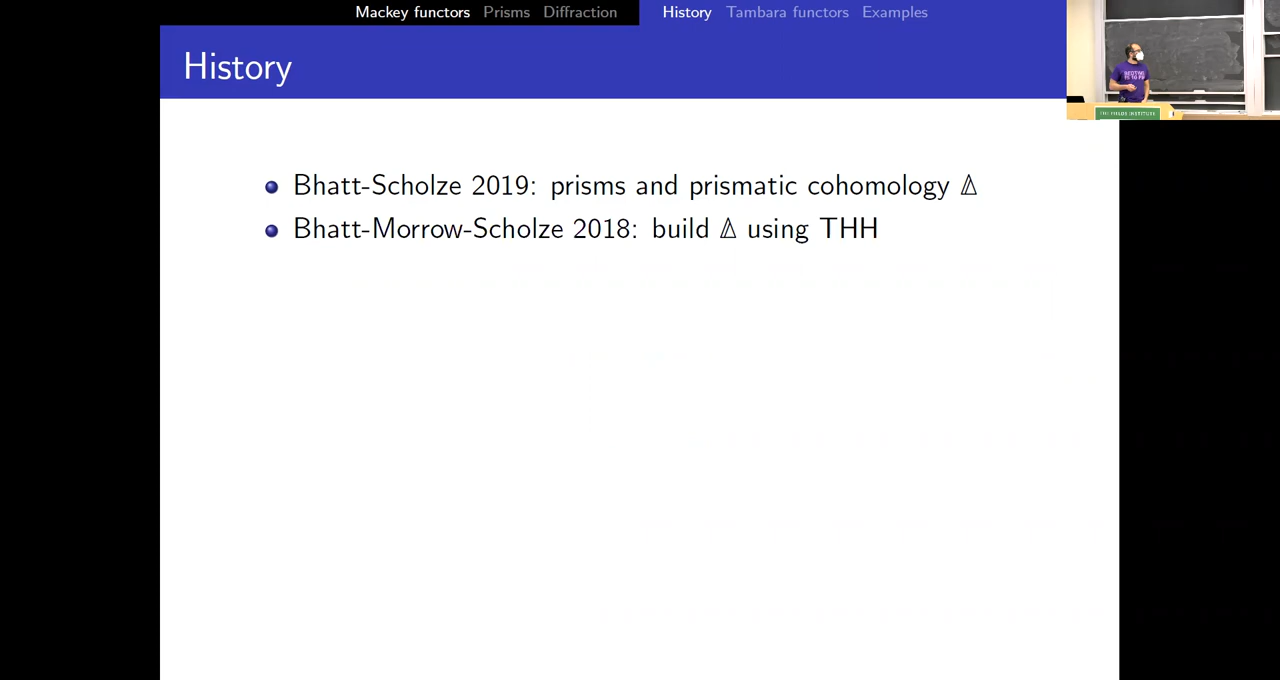 Mackey functors Prisms Diffraction History Tambara functors Examples
History
Bhatt-Scholze 2019: prisms and prismatic cohomology 𝚫
Bhatt-Morrow-Scholze 2018: build 𝚫 using THH